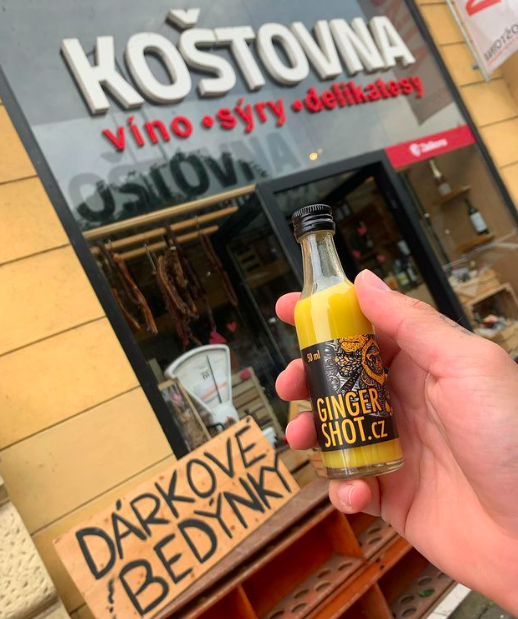 KOŠTOVNA
víno • sýry • delikatesy
50 ml
GINGER
SHOT.CZ
DÁRKOVÉ
BEDÝNKY